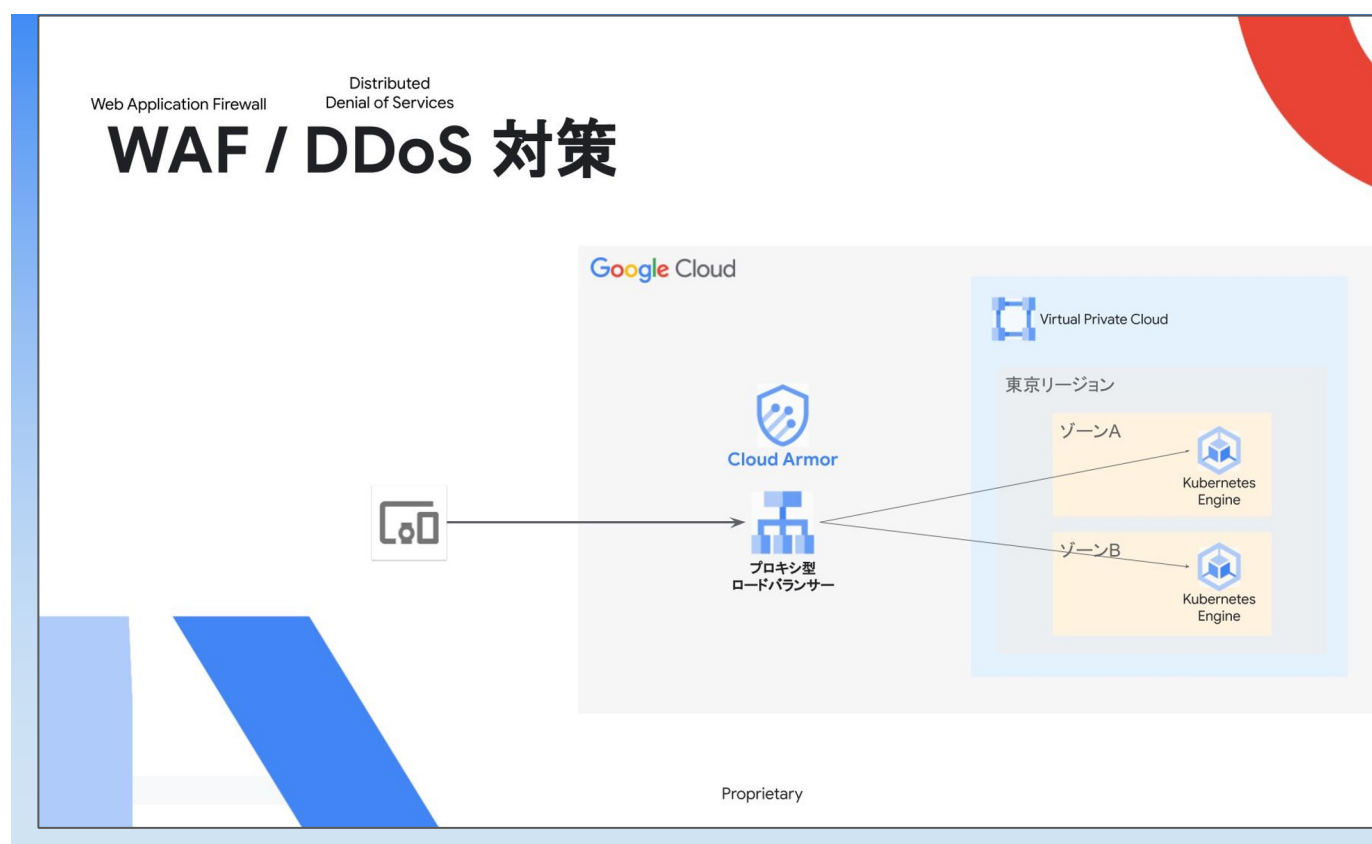 Web Application Firewall
Distributed
Denial of Services
WAF / DDoS 対策
Google Cloud
Virtual Private Cloud
東京リージョン
ゾーンA
Kubernetes
Engine
Cloud Armor
プロキシ型
ロードバランサー
ゾーンB
Kubernetes
Engine
Proprietary